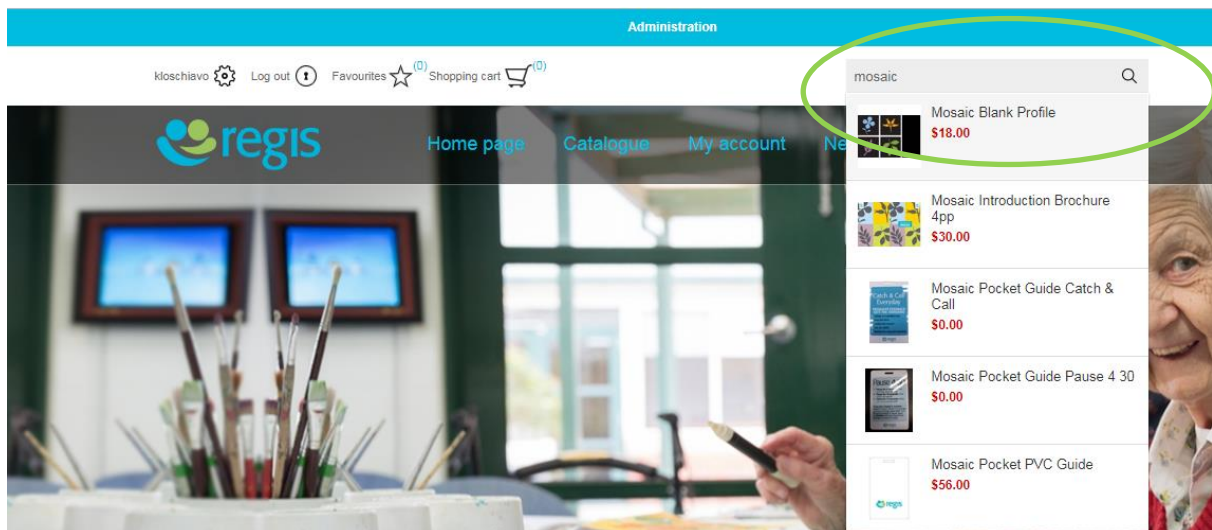 Administration
kloschiavo Log out Favourites (0) Shopping cart (0)
mosaic
regis Home page Catalogue My account
Mosaic Blank Profile
$18.00
Mosaic Introduction Brochure
4pp
$30.00
Mosaic Pocket Guide Catch &
Call
$0.00
Mosaic Pocket Guide Pause 4 30
$0.00
Mosaic Pocket PVC Guide
$56.00
regis